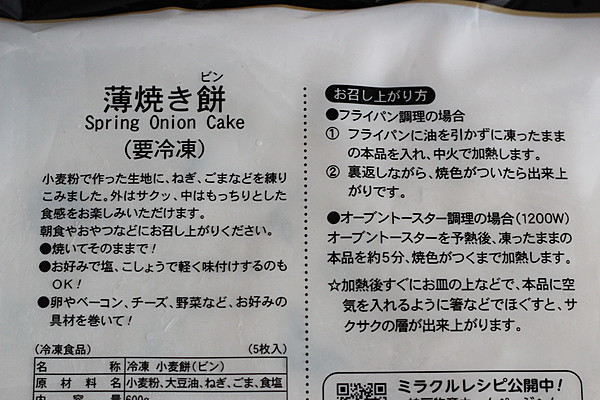 ビン
薄焼き餅
Spring Onion Cake
(要冷凍)
小麦粉で作った生地に、ねぎ、ごまなどを練り
こみました。外はサクッ、中はもっちりとした
食感をお楽しみいただけます。
朝食やおやつなどにお召し上がりください。
●焼いてそのままで!
●お好みで塩、こしょうで軽く味付けするのも
OK!
●卵やベーコン、チーズ、野菜など、お好みの
具材を巻いて!
(冷凍食品)
(5枚入)
名 称 冷凍 小麦餅(ビン)
原 材 料 名 小麦粉、大豆油、ねぎ、ごま、食塩
内 容 量 600g
お召し上がり方
●フライパン調理の場合
① フライパンに油を引かずに凍ったまま
の本品を入れ、中火で加熱します。
② 裏返しながら、焼色がついたら出来上
がりです。
●オーブントースター調理の場合(1200W)
オーブントースターを予熱後、凍ったままの
本品を約5分、焼色がつくまで加熱します。
☆加熱後すぐにお皿の上などで、本品に空
気を入れるように箸などでほぐすと、サ
クサクの層が出来上がります。
ミラクルレシピ公開中!